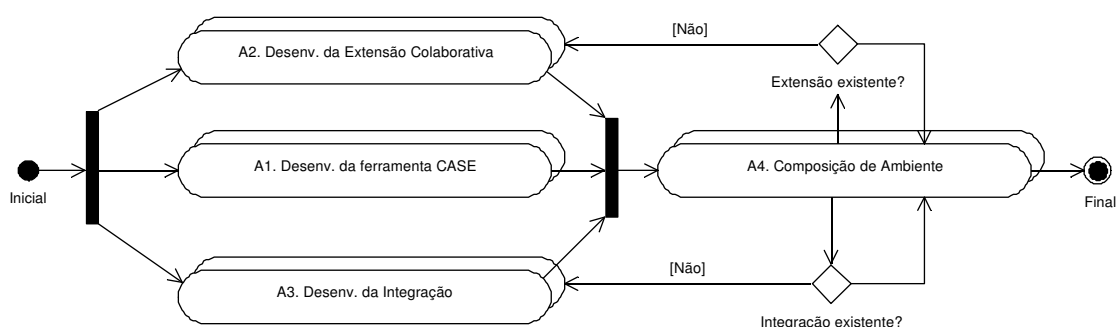 [Não]
A2. Desenv. da Extensão Colaborativa
Extensão existente?
A1. Desenv. da ferramenta CASE
A4. Composição de Ambiente
Inicial
Final
[Não]
A3. Desenv. da Integração
Integração existente?